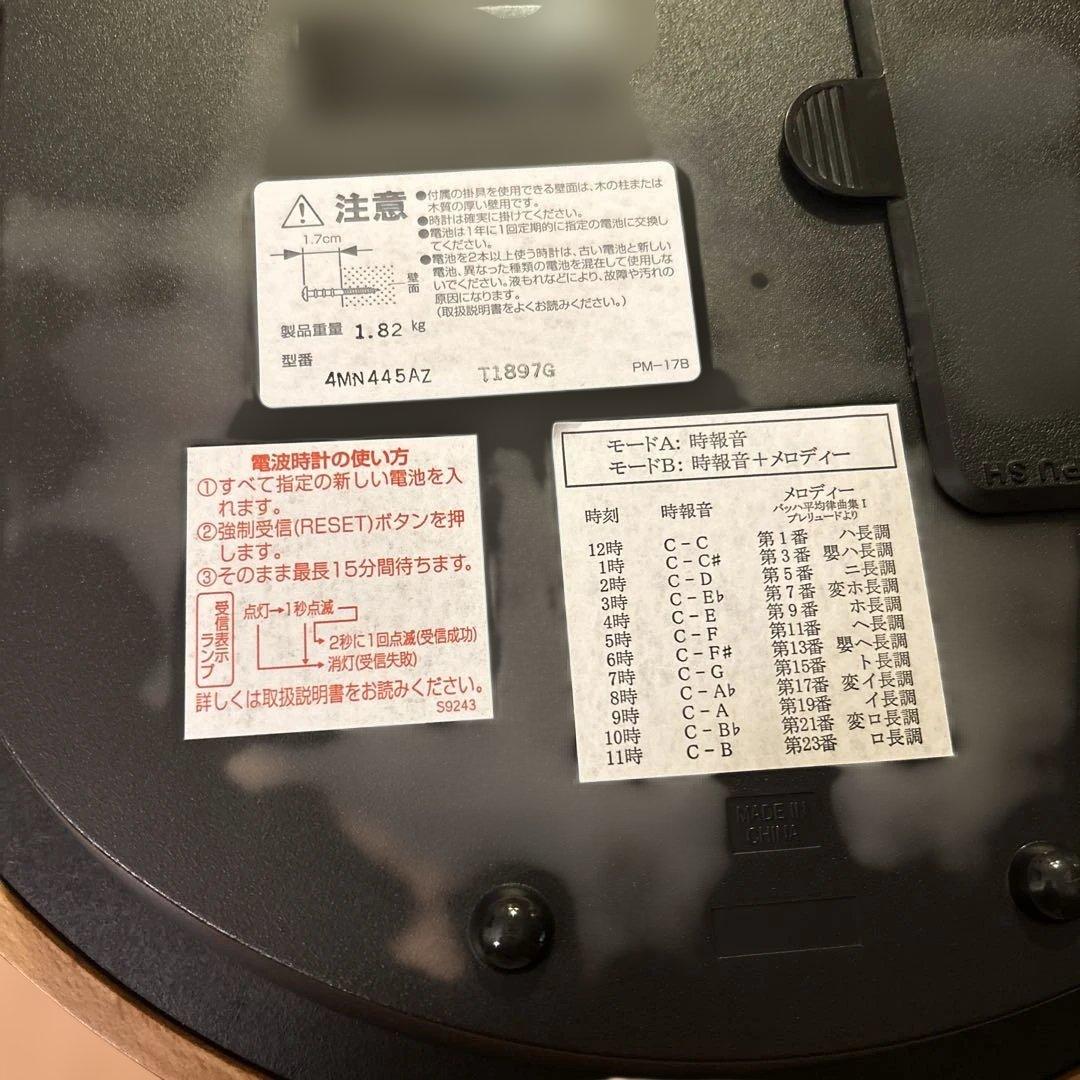 注意
●付属の掛具を使用できる壁面は、木の柱または
木質の厚い壁用です。
●時計は確実に掛けてください。
●電池は1年に1回定期的に指定の電池に交換し
てください。
●電池を2本以上使う時計は、古い電池と新しい
電池、異なった種類の電池を混在して使用しな
いでください。液もれなどにより、故障や汚れの
原因になります。
(取扱説明書をよくお読みください。)
1.7cm
壁面
製品重量 1.82 kg
型番
4MN445AZ T1897G PM-17B
電波時計の使い方
①すべて指定の新しい電池を入
れます。
②強制受信(RESET)ボタンを押
します。
③そのまま最長15分間待ちます。
受信表示
ランプ
点灯→1秒点滅
2秒に1回点滅(受信成功)
消灯(受信失敗)
詳しくは取扱説明書をお読みください。
S9243
モードA: 時報音
モードB: 時報音+メロディー
時刻 時報音 メロディー
バッハ平均律曲集I
プレリュードより
12時 C-C 第1番 ハ長調
1時 C-C# 第3番 嬰ハ長調
2時 C-D 第5番 ニ長調
3時 C-E♭ 第7番 変ホ長調
4時 C-E 第9番 ホ長調
5時 C-F 第11番 ヘ長調
6時 C-F# 第13番 嬰ヘ長調
7時 C-G 第15番 ト長調
8時 C-A♭ 第17番 変イ長調
9時 C-A 第19番 イ長調
10時 C-B♭ 第21番 変ロ長調
11時 C-B 第23番 ロ長調
MADE IN
CHINA